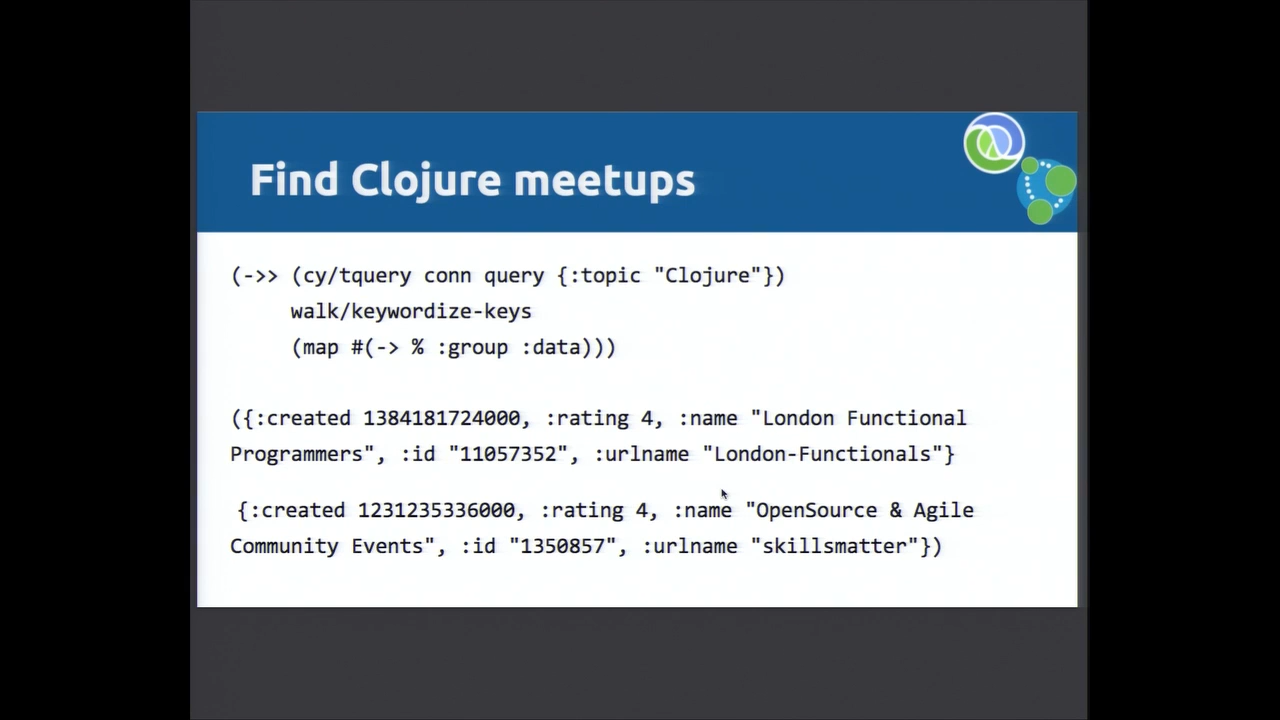 Find Clojure meetups
(->> (cy/tquery conn query {:topic "Clojure"})
walk/keywordize-keys
(map #(-> % :group :data)))
({:created 1384181724000, :rating 4, :name "London Functional
Programmers", :id "11057352", :urlname "London-Functionals"}
{:created 1231235336000, :rating 4, :name "OpenSource & Agile
Community Events", :id "1350857", :urlname "skillsmatter"})